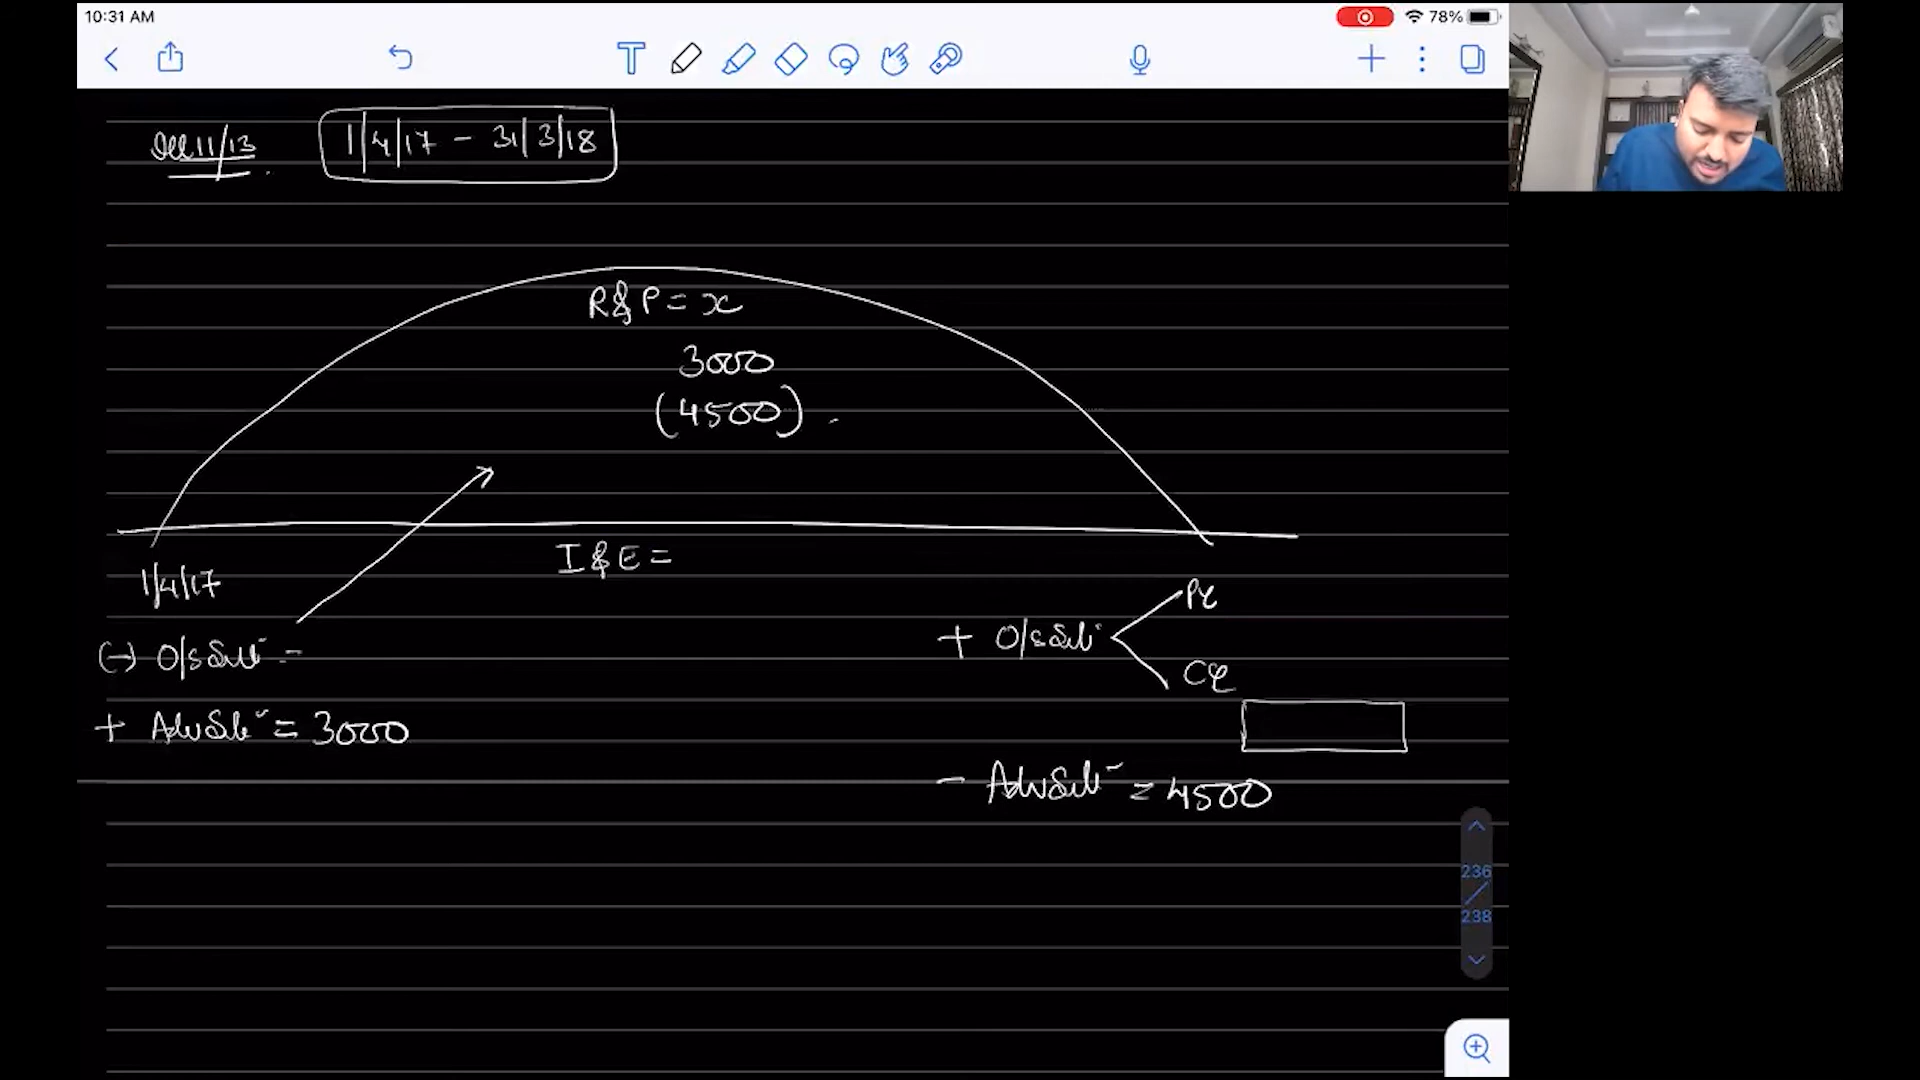 10:31 AM
78%
Ill 11/13
1/4/17 - 31/3/18
R&P = x
3000
(4500)
I & E =
1/4/17
PY
(-) O/s Sub =
+ O/s Sub
CY
+ Adv Sub = 3000
- Adv Sub = 4500
236
238